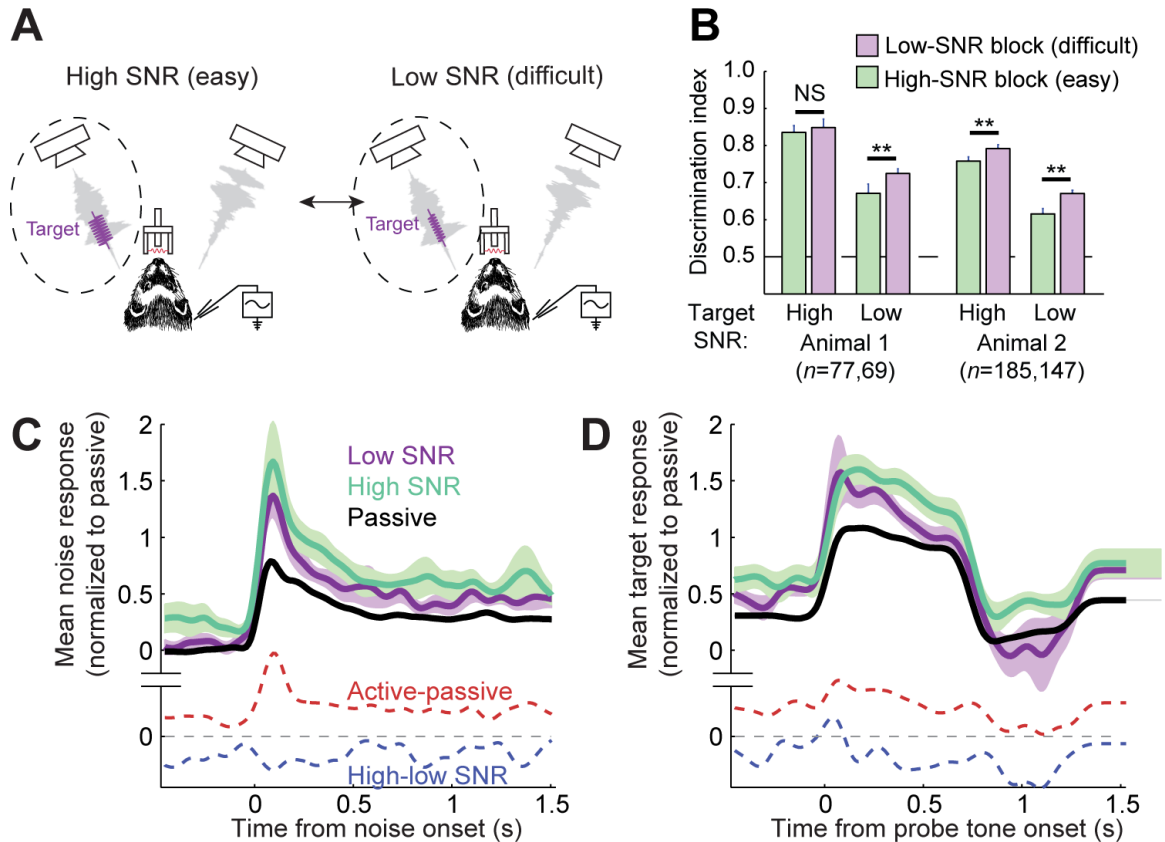 A
High SNR (easy)
Low SNR (difficult)
Target
Target
B
Low-SNR block (difficult)
High-SNR block (easy)
Discrimination index
1.0
0.9
0.8
0.7
0.6
0.5
NS
**
**
**
Target
SNR:
High
Low
High
Low
Animal 1
(n=77,69)
Animal 2
(n=185,147)
C
Mean noise response
(normalized to passive)
2
1.5
1
0.5
0
0
Low SNR
High SNR
Passive
Active-passive
High-low SNR
0
0.5
1
1.5
Time from noise onset (s)
D
Mean target response
(normalized to passive)
2
1.5
1
0.5
0
0
0
0.5
1
1.5
Time from probe tone onset (s)